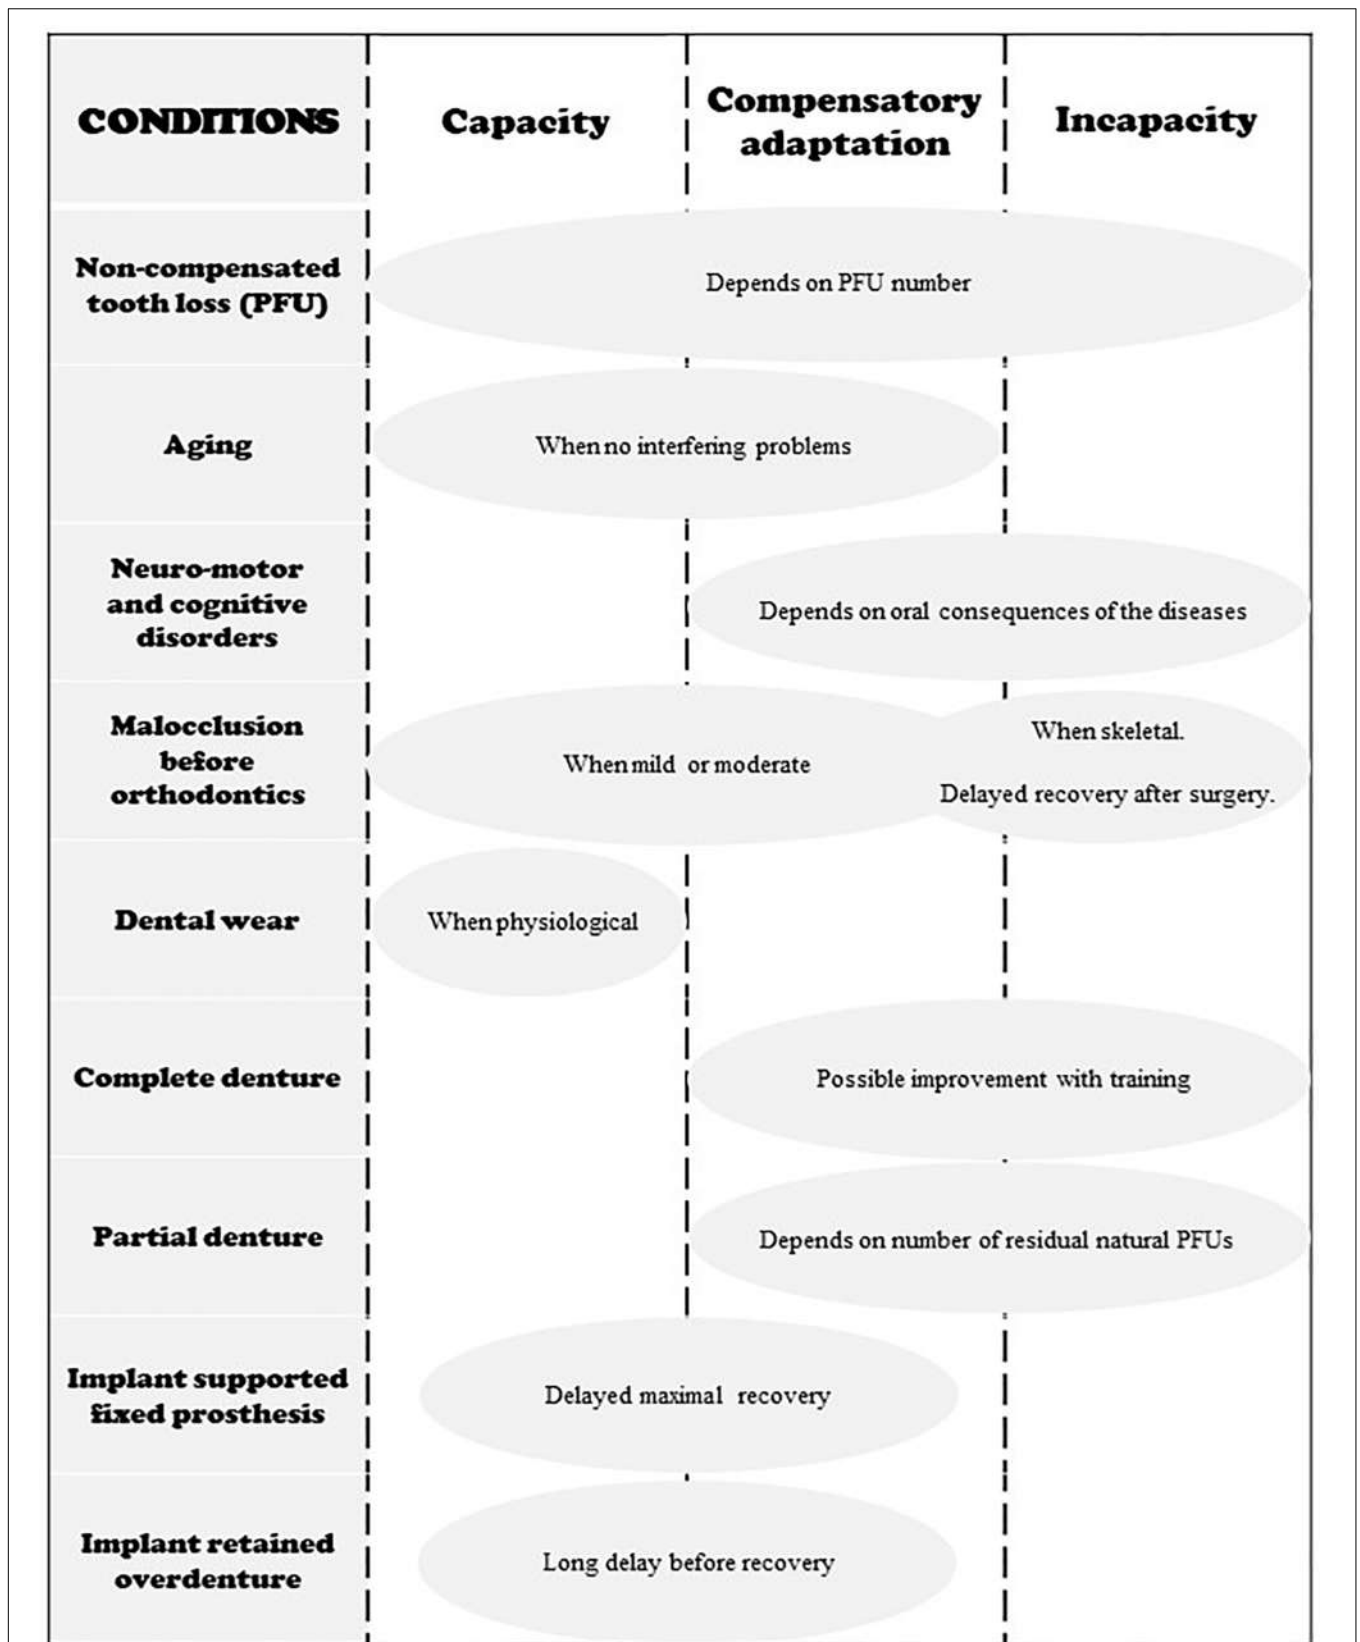 CONDITIONS
Capacity
Compensatory
adaptation
Incapacity
Non-compensated
tooth loss (PFU)
Depends on PFU number
Aging
When no interfering problems
Neuro-motor
and cognitive
disorders
Depends on oral consequences of the diseases
Malocclusion
before
orthodontics
When mild or moderate
When skeletal.
Delayed recovery after surgery.
Dental wear
When physiological
Complete denture
Possible improvement with training
Partial denture
Depends on number of residual natural PFUs
Implant supported
fixed prosthesis
Delayed maximal recovery
Implant retained
overdenture
Long delay before recovery